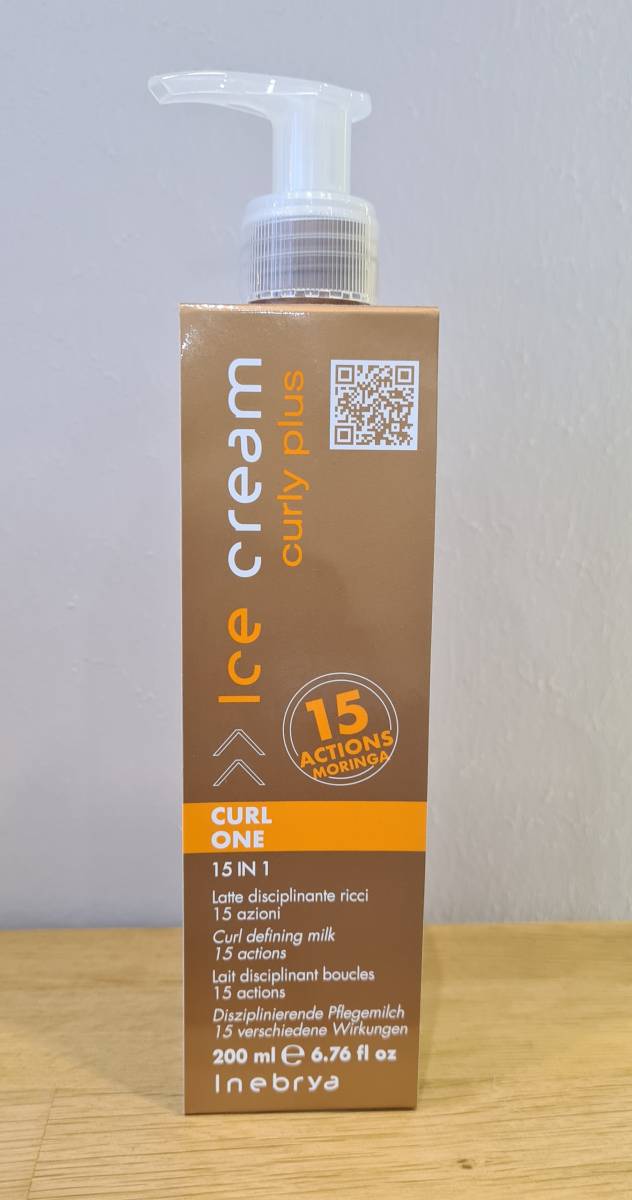 Ice cream
curly plus
15
ACTIONS
MORINGA
CURL
ONE
15 IN 1
Latte disciplinante ricci
15 azioni
Curl defining milk
15 actions
Lait disciplinant boucles
15 actions
Disziplinierende Pflegemilch
15 verschiedene Wirkungen
200 ml e 6.76 fl oz
Inebrya